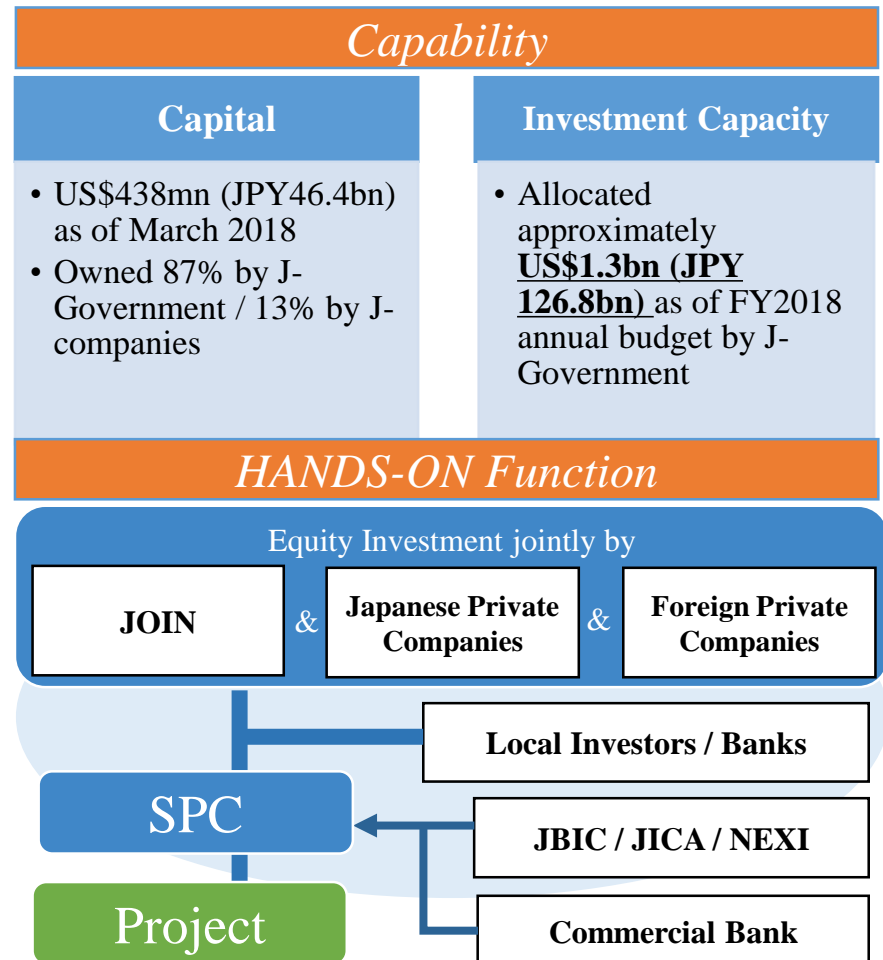 Capability
Capital
• US$438mn (JPY46.4bn)
as of March 2018
• Owned 87% by J-
Government / 13% by J-
companies
Investment Capacity
• Allocated
approximately
US$1.3bn (JPY
126.8bn) as of FY2018
annual budget by J-
Government
HANDS-ON Function
Equity Investment jointly by
JOIN
&
Japanese Private
Companies
&
Foreign Private
Companies
Local Investors / Banks
SPC
JBIC / JICA / NEXI
Project
Commercial Bank